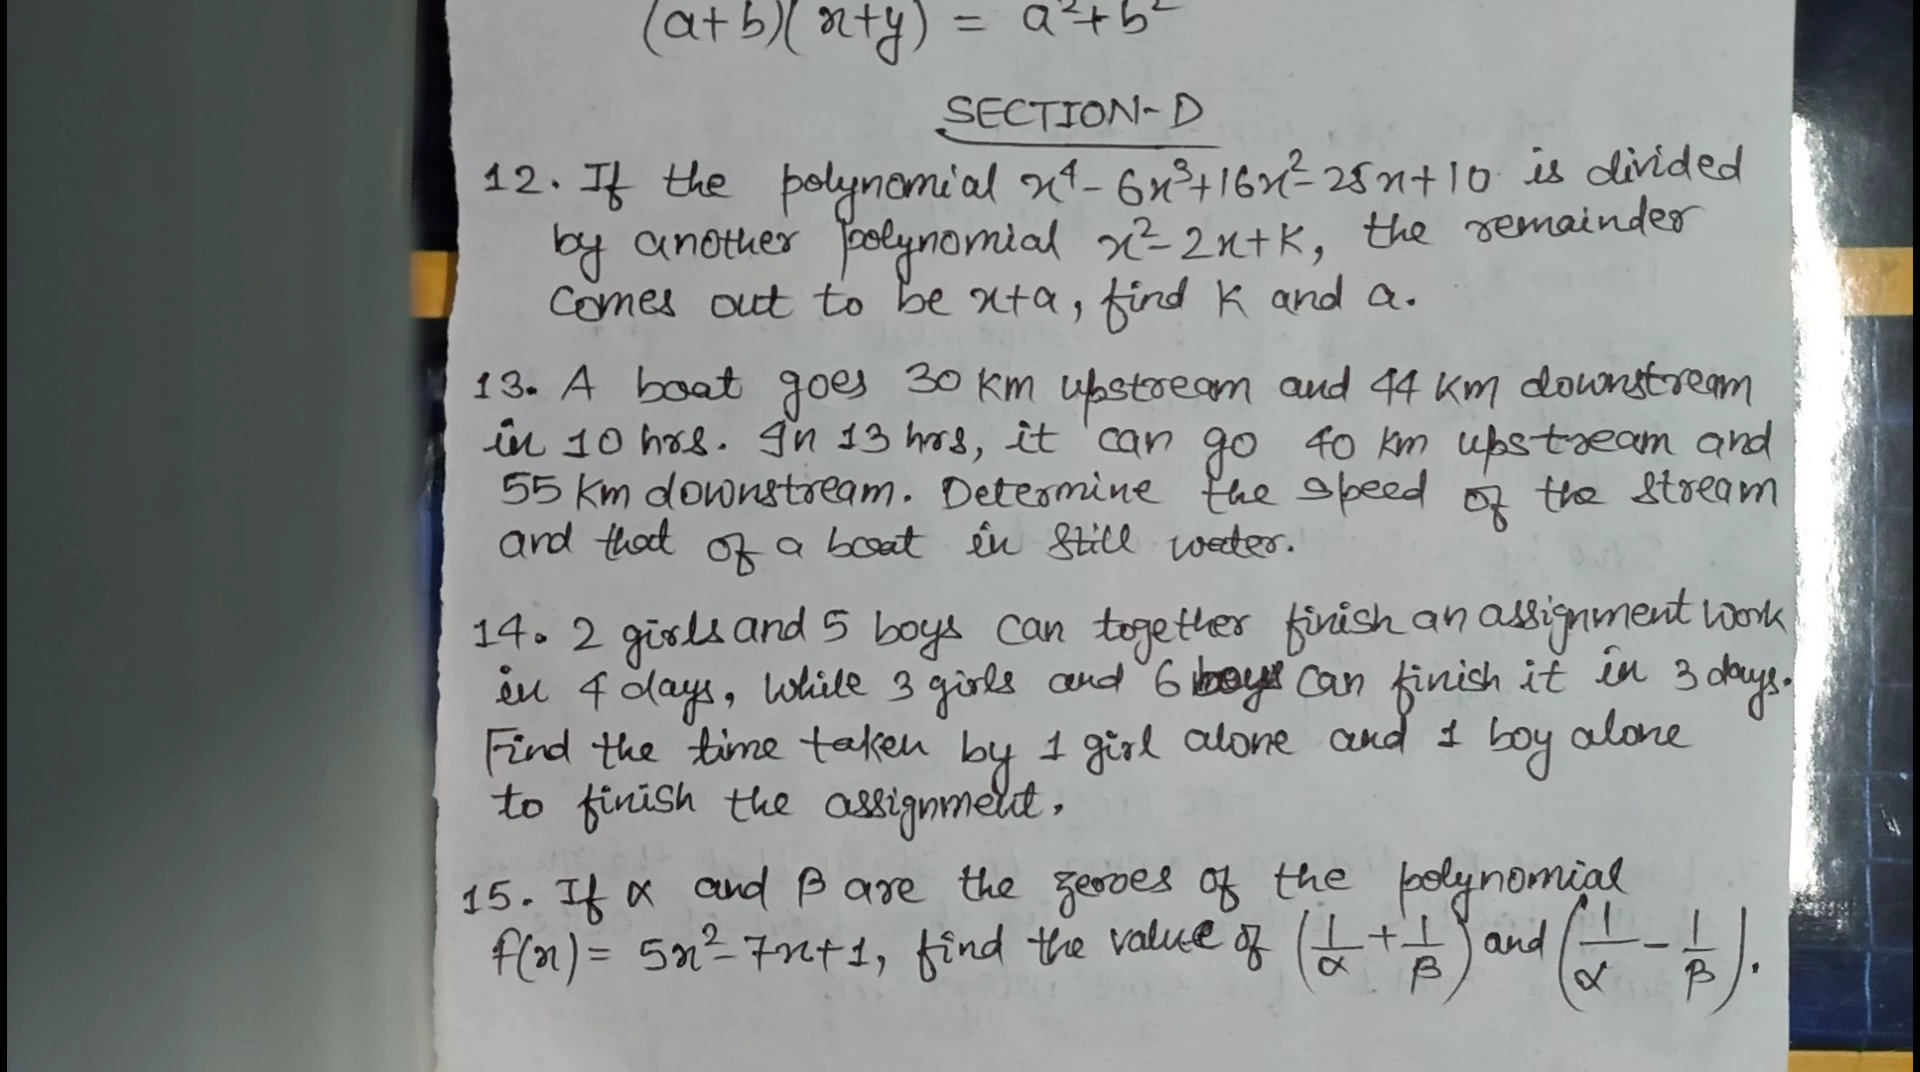 (a+b)(x+y) = a²+b²
SECTION-D
12. If the polynomial x⁴-6x³+16x²-25x+10 is divided
by another polynomial x²-2x+K, the remainder
comes out to be x+a, find K and a.
13. A boat goes 30 Km upstream and 44 Km downstream
in 10 hrs. In 13 hrs, it can go 40 Km upstream and
55 Km downstream. Determine the speed of the stream
and that of a boat in still water.
14. 2 girls and 5 boys can together finish an assignment work
in 4 days, while 3 girls and 6 boys can finish it in 3 days.
Find the time taken by 1 girl alone and 1 boy alone
to finish the assignment.
15. If α and β are the zeroes of the polynomial
f(x) = 5x²-7x+1, find the value of (1/α + 1/β) and (1/α - 1/β).